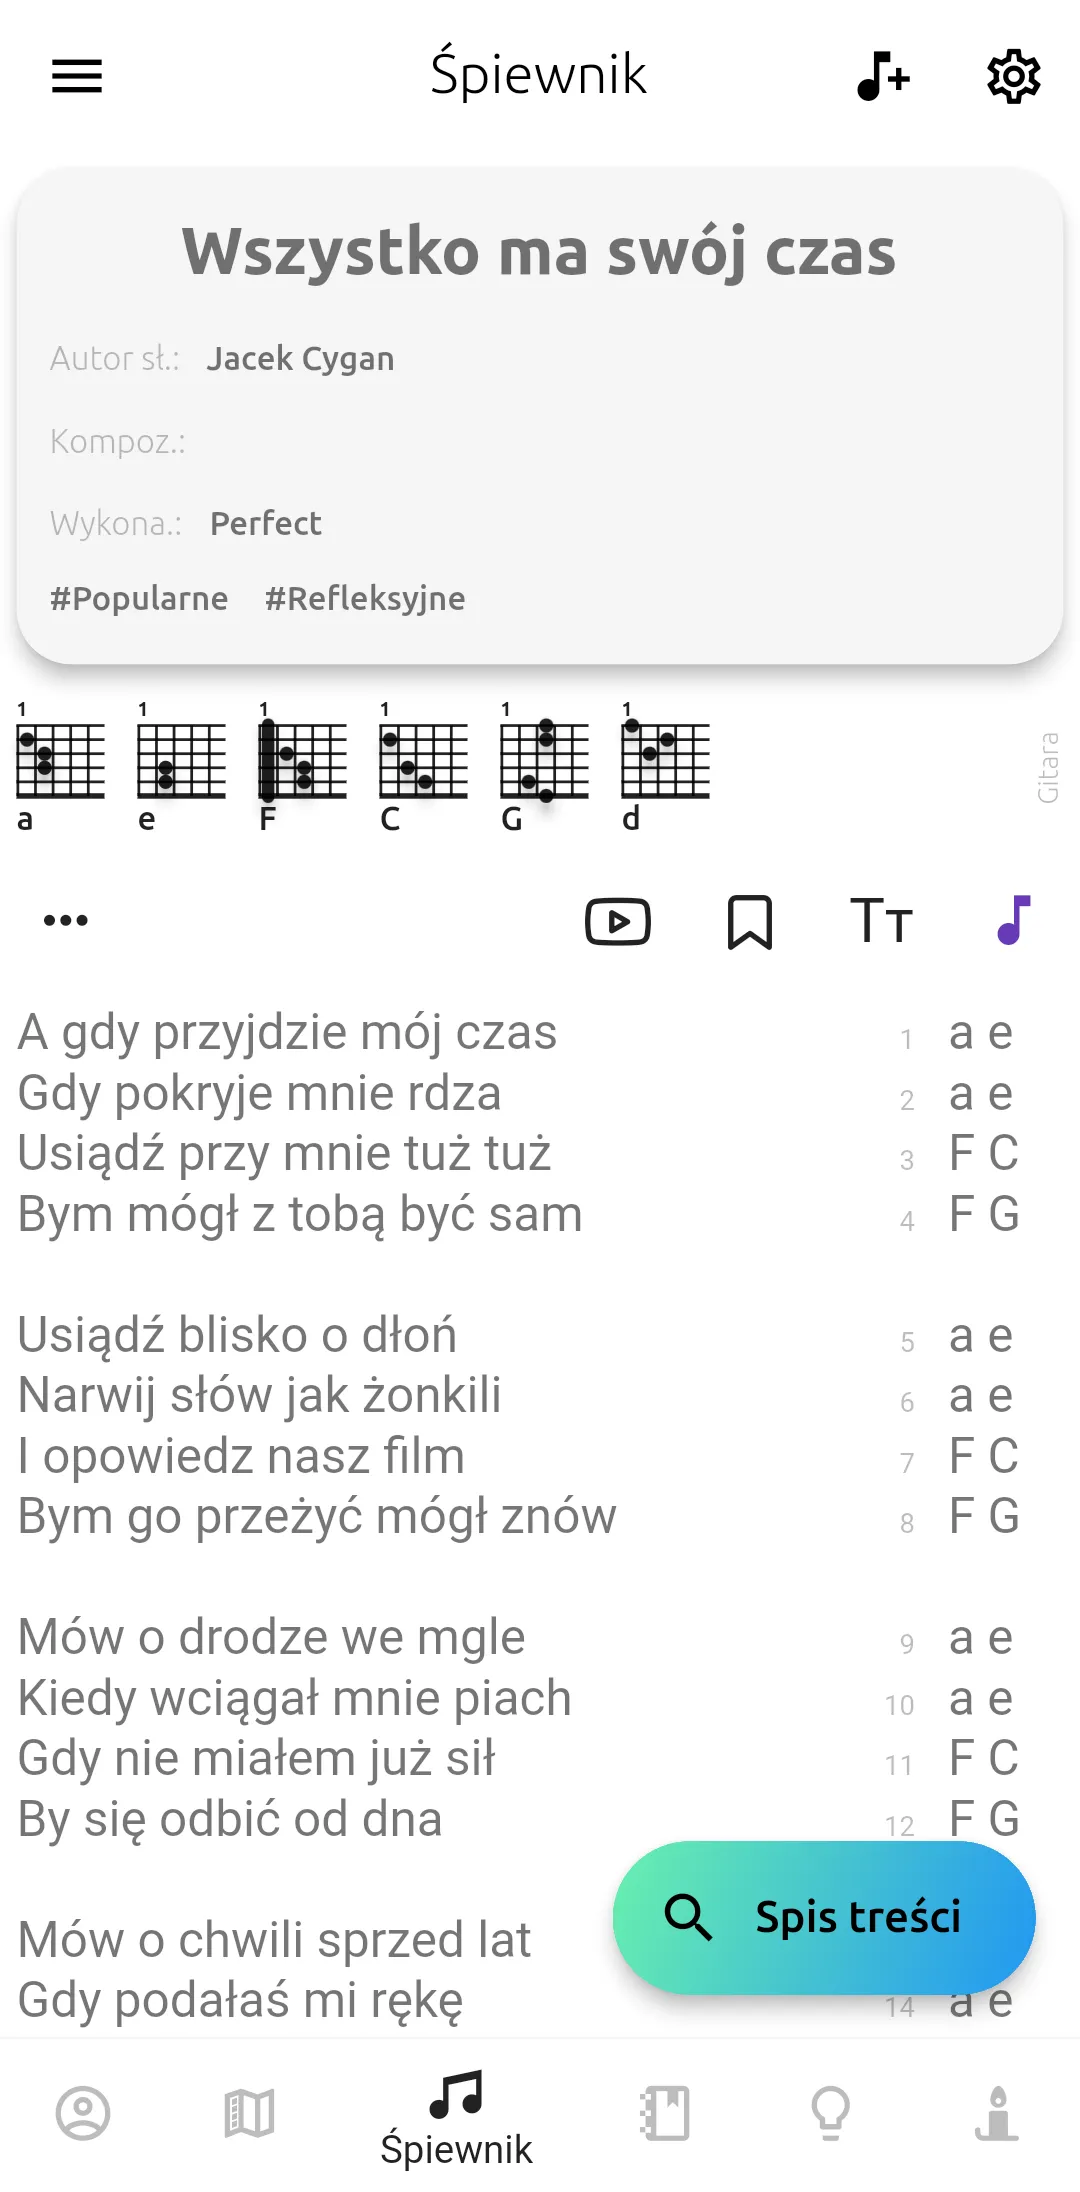 Śpiewnik
Wszystko ma swój czas
Autor sł.: Jacek Cygan
Kompoz.:
Wykona.: Perfect
#Popularne #Refleksyjne
1 1 1 1 1 1
a e F C G d
Gitara
Tт
A gdy przyjdzie mój czas 1 a e
Gdy pokryje mnie rdza 2 a e
Usiądź przy mnie tuż tuż 3 F C
Bym mógł z tobą być sam 4 F G
Usiądź blisko o dłoń 5 a e
Narwij słów jak żonkili 6 a e
I opowiedz nasz film 7 F C
Bym go przeżyć mógł znów 8 F G
Mów o drodze we mgle 9 a e
Kiedy wciągał mnie piach 10 a e
Gdy nie miałem już sił 11 F C
By się odbić od dna 12 F G
Mów o chwili sprzed lat
Spis treści
Gdy podałaś mi rękę 14 a e
Śpiewnik